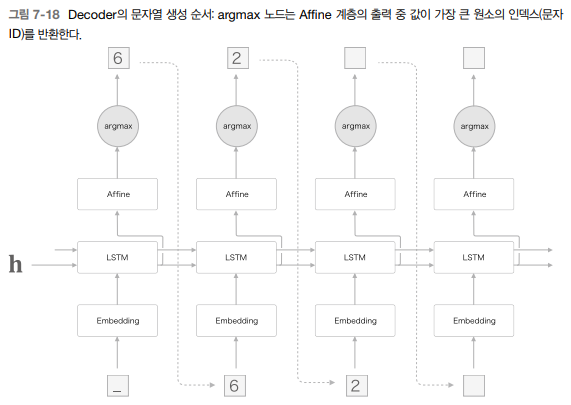 그림 7-18 Decoder의 문자열 생성 순서: argmax 노드는 Affine 계층의 출력 중 값이 가장 큰 원소의 인덱스(문자
ID)를 반환한다.
6 2
argmax argmax argmax argmax
Affine Affine Affine Affine
h LSTM LSTM LSTM LSTM
Embedding Embedding Embedding Embedding
_ 6 2